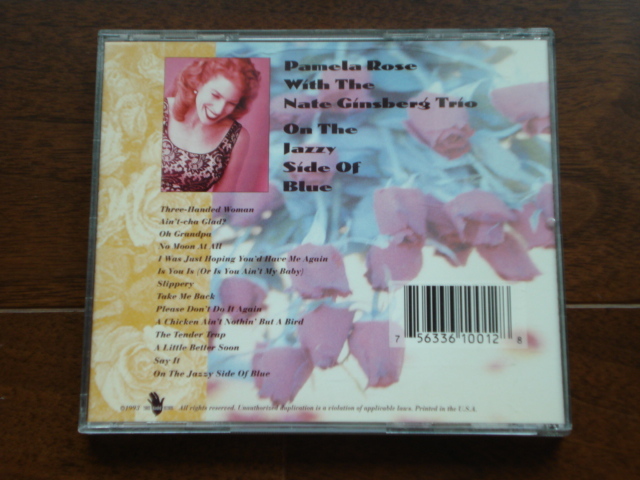 Pamela Rose
With The
Nate Ginsberg Trio
On The
Jazzy
Side Of
Blue
Three-Handed Woman
Ain't-cha Glad?
Oh Grandpa
No Moon At All
I Was Just Hoping You'd Have Me Again
Is You Is (Or Is You Ain't My Baby)
Slippery
Take Me Back
Please Don't Do It Again
A Chicken Ain't Nothin' But A Bird
The Tender Trap
A Little Better Soon
Say It
On The Jazzy Side Of Blue
7 56336 10012 8
All rights reserved. Unauthorized duplication is a violation of applicable laws. Printed in the U.S.A.